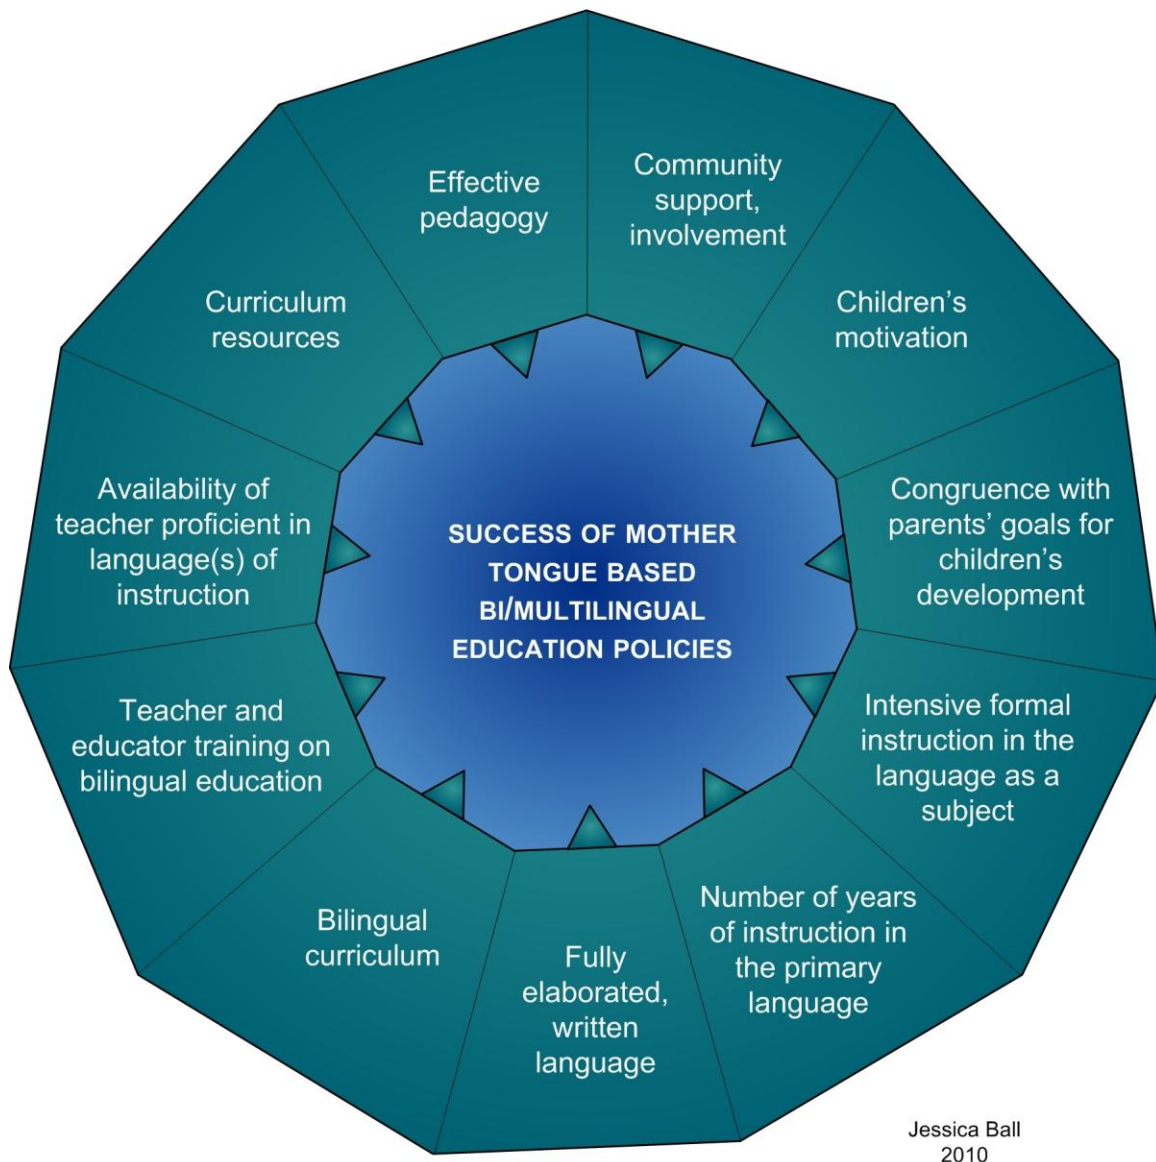 Community
support,
involvement
Children’s
motivation
Congruence with
parents’ goals for
children’s
development
Intensive formal
instruction in the
language as a
subject
Number of years
of instruction in
the primary
language
Fully
elaborated,
written
language
Bilingual
curriculum
Teacher and
educator training on
bilingual education
Availability of
teacher proficient in
language(s) of
instruction
Curriculum
resources
Effective
pedagogy
SUCCESS OF MOTHER
TONGUE BASED
BI/MULTILINGUAL
EDUCATION POLICIES
Jessica Ball
2010